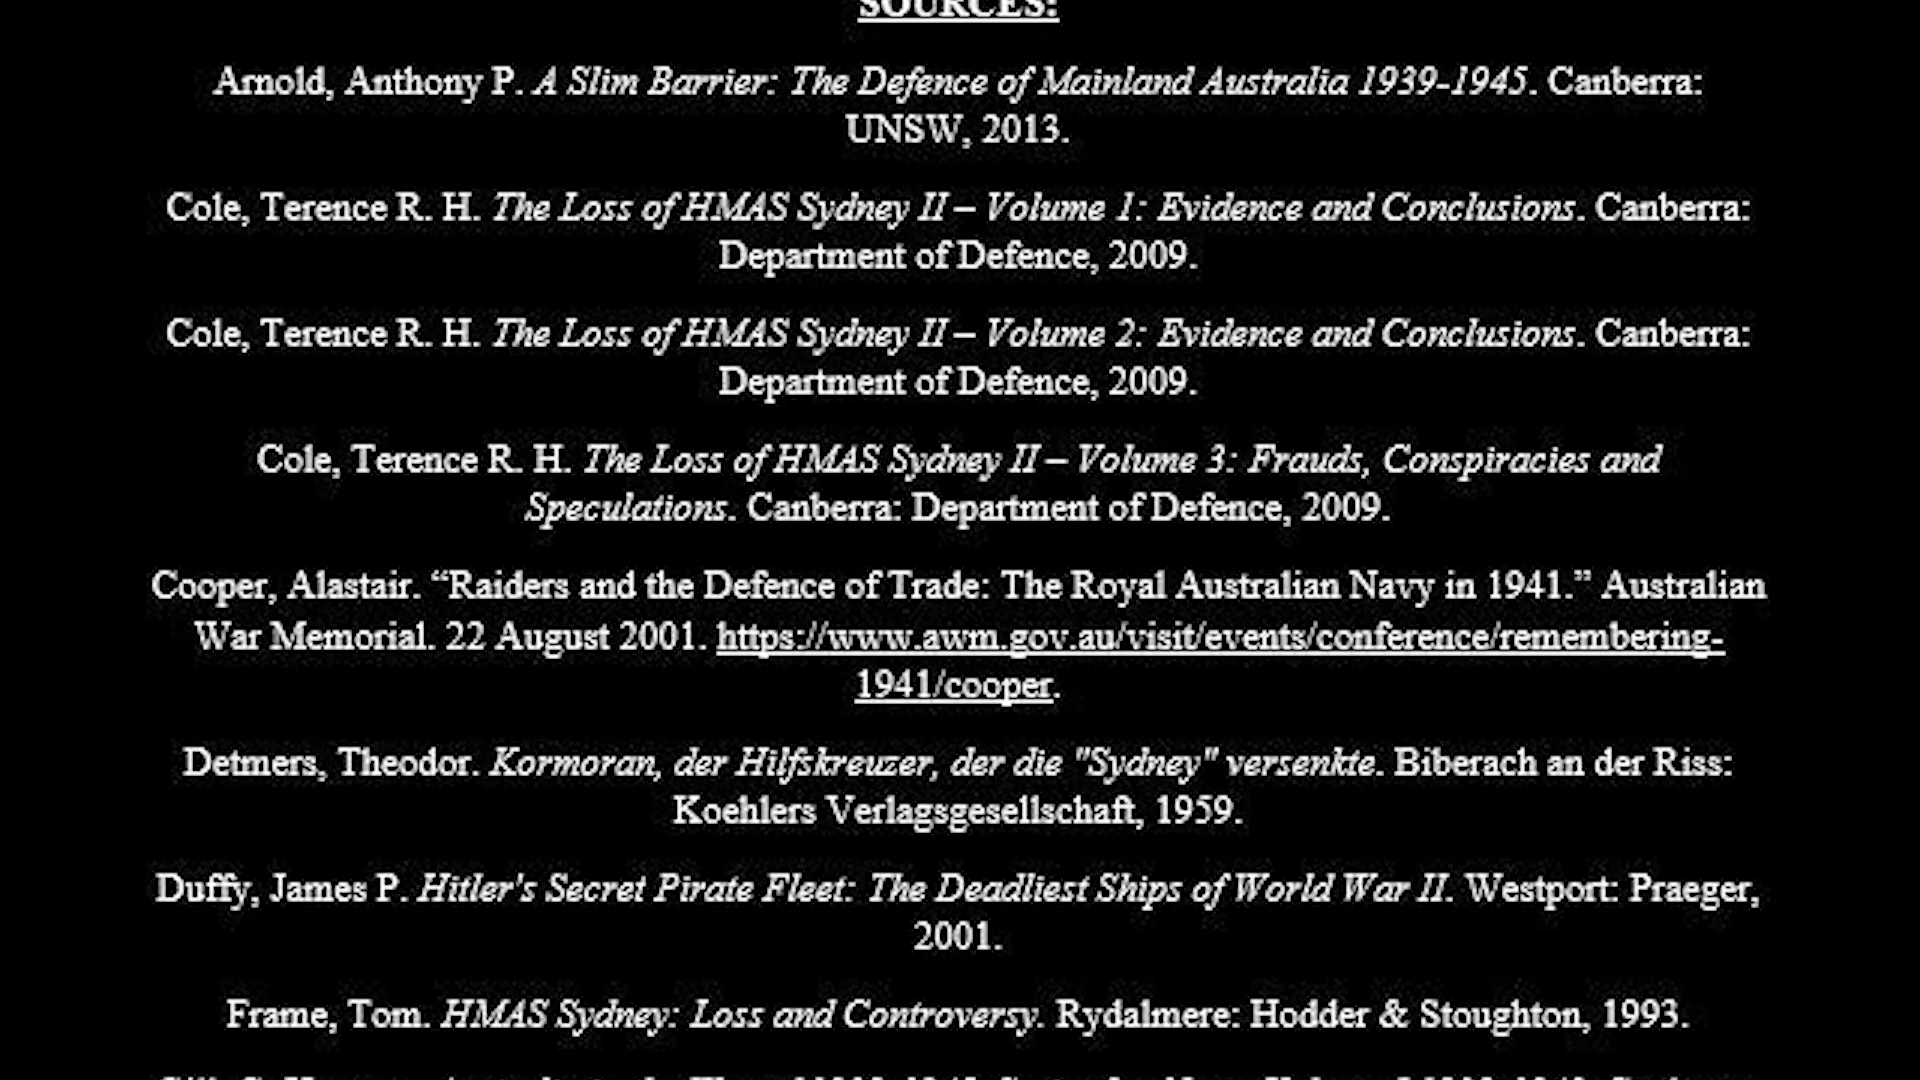 SOURCES:
Arnold, Anthony P. A Slim Barrier: The Defence of Mainland Australia 1939-1945. Canberra:
UNSW, 2013.
Cole, Terence R. H. The Loss of HMAS Sydney II – Volume 1: Evidence and Conclusions. Canberra:
Department of Defence, 2009.
Cole, Terence R. H. The Loss of HMAS Sydney II – Volume 2: Evidence and Conclusions. Canberra:
Department of Defence, 2009.
Cole, Terence R. H. The Loss of HMAS Sydney II – Volume 3: Frauds, Conspiracies and
Speculations. Canberra: Department of Defence, 2009.
Cooper, Alastair. “Raiders and the Defence of Trade: The Royal Australian Navy in 1941.” Australian
War Memorial. 22 August 2001. https://www.awm.gov.au/visit/events/conference/remembering-
1941/cooper.
Detmers, Theodor. Kormoran, der Hilfskreuzer, der die "Sydney" versenkte. Biberach an der Riss:
Koehlers Verlagsgesellschaft, 1959.
Duffy, James P. Hitler's Secret Pirate Fleet: The Deadliest Ships of World War II. Westport: Praeger,
2001.
Frame, Tom. HMAS Sydney: Loss and Controversy. Rydalmere: Hodder & Stoughton, 1993.